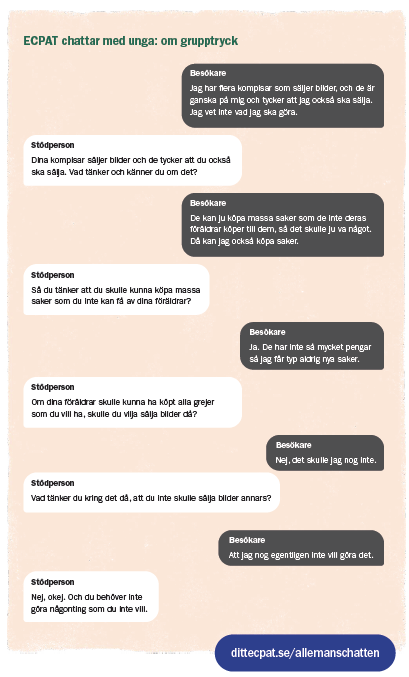 ECPAT chattar med unga: om grupptryck
Besökare
Jag har flera kompisar som säljer bilder, och de är
ganska på mig och tycker att jag också ska sälja.
Jag vet inte vad jag ska göra.
Stödperson
Dina kompisar säljer bilder och de tycker att du också
ska sälja. Vad tänker och känner du om det?
Besökare
De kan ju köpa massa saker som de inte deras
föräldrar köper till dem, så det skulle ju va något.
Då kan jag också köpa saker.
Stödperson
Så du tänker att du skulle kunna köpa massa
saker som du inte kan få av dina föräldrar?
Besökare
Ja. De har inte så mycket pengar
så jag får typ aldrig nya saker.
Stödperson
Om dina föräldrar skulle kunna ha köpt alla grejer
som du vill ha, skulle du vilja sälja bilder då?
Besökare
Nej, det skulle jag nog inte.
Stödperson
Vad tänker du kring det då, att du inte skulle sälja bilder annars?
Besökare
Att jag nog egentligen inte vill göra det.
Stödperson
Nej, okej. Och du behöver inte
göra någonting som du inte vill.
dittecpat.se/allemanschatten